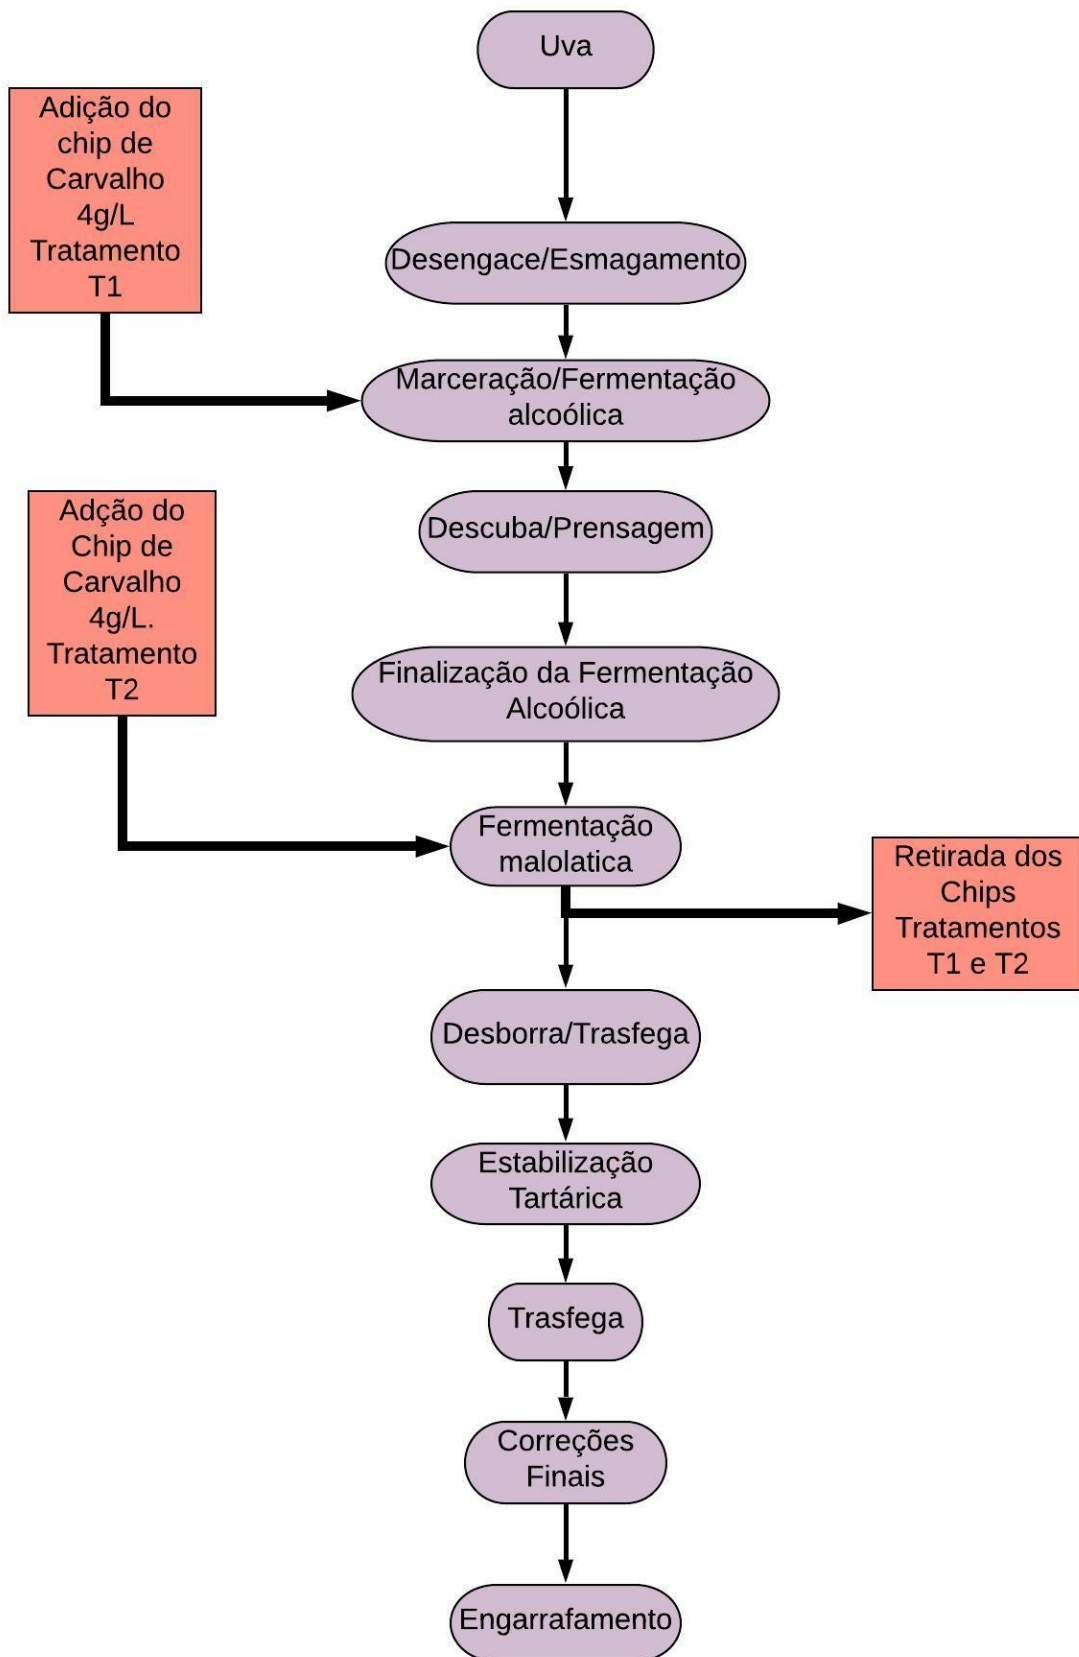 Uva
Adição do
chip de
Carvalho
4g/L
Tratamento
T1
Desengace/Esmagamento
Marceração/Fermentação
alcoólica
Adção do
Chip de
Carvalho
4g/L.
Tratamento
T2
Descuba/Prensagem
Finalização da Fermentação
Alcoólica
Fermentação
malolatica
Retirada dos
Chips
Tratamentos
T1 e T2
Desborra/Trasfega
Estabilização
Tartárica
Trasfega
Correções
Finais
Engarrafamento